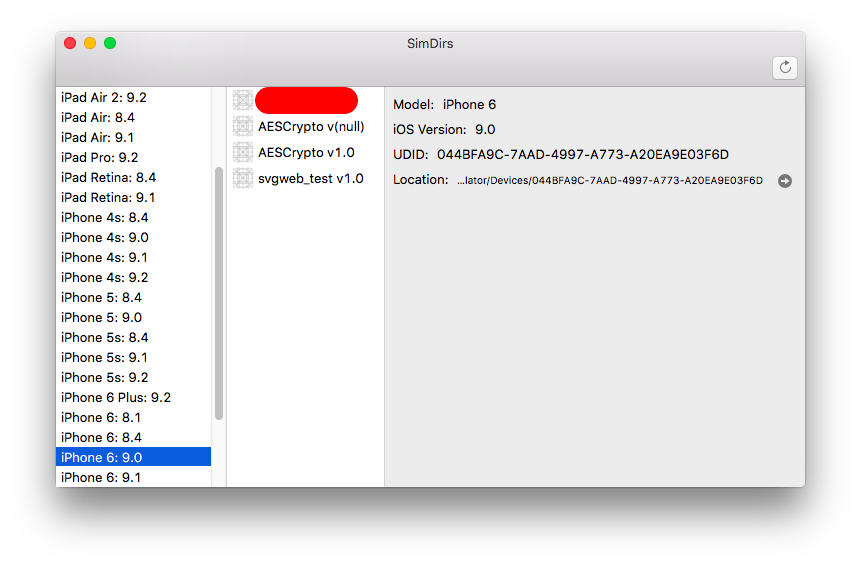 SimDirs
iPad Air 2: 9.2
iPad Air: 8.4
iPad Air: 9.1
iPad Pro: 9.2
iPad Retina: 8.4
iPad Retina: 9.1
iPhone 4s: 8.4
iPhone 4s: 9.0
iPhone 4s: 9.1
iPhone 4s: 9.2
iPhone 5: 8.4
iPhone 5: 9.0
iPhone 5s: 8.4
iPhone 5s: 9.1
iPhone 5s: 9.2
iPhone 6 Plus: 9.2
iPhone 6: 8.1
iPhone 6: 8.4
iPhone 6: 9.0
iPhone 6: 9.1
AESCrypto v(null)
AESCrypto v1.0
svgweb_test v1.0
Model: iPhone 6
iOS Version: 9.0
UDID: 044BFA9C-7AAD-4997-A773-A20EA9E03F6D
Location: ...lator/Devices/044BFA9C-7AAD-4997-A773-A20EA9E03F6D